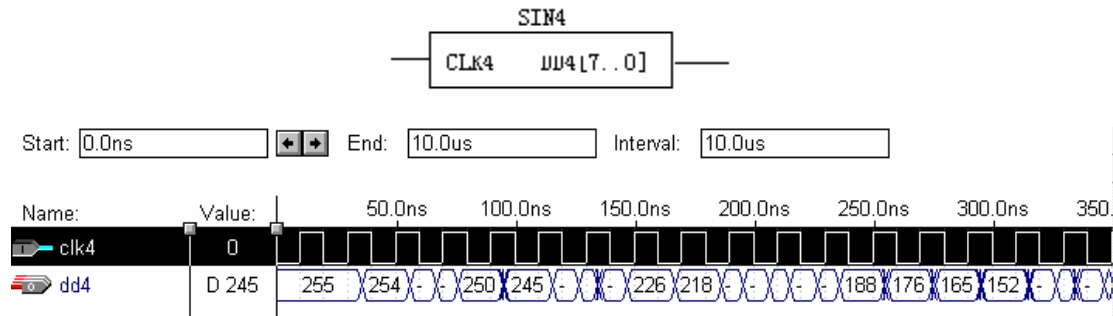 SIN4
CLK4 DD4[7..0]
Start: 0.0ns End: 10.0us Interval: 10.0us
Name: Value: 50.0ns 100.0ns 150.0ns 200.0ns 250.0ns 300.0ns 350.
clk4 0
dd4 D 245 255 254 - - 250 245 - - 226 218 - - - - 188 176 165 152 - -